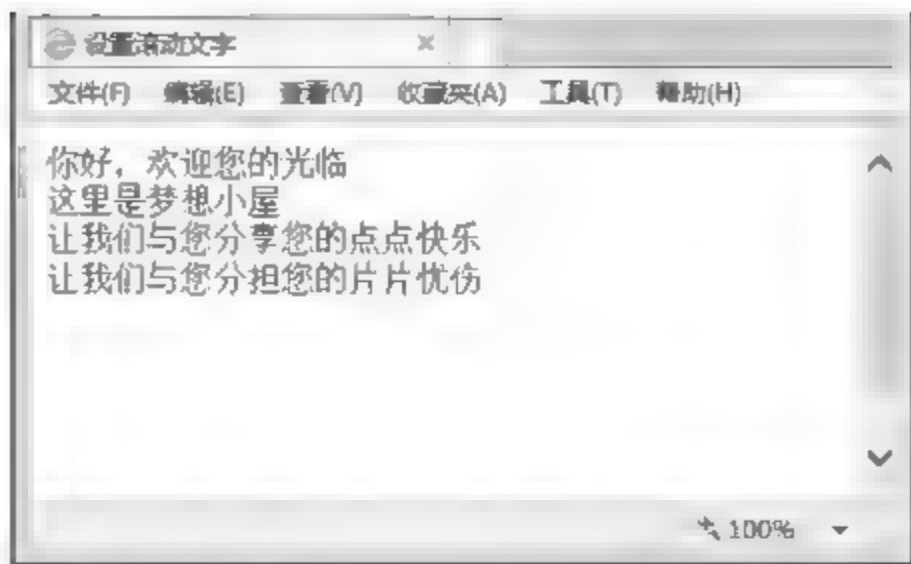 设置滚动文字 ×
文件(F) 编辑(E) 查看(V) 收藏夹(A) 工具(T) 帮助(H)
你好，欢迎您的光临
这里是梦想小屋
让我们与您分享您的点点快乐
让我们与您分担您的片片忧伤
100%